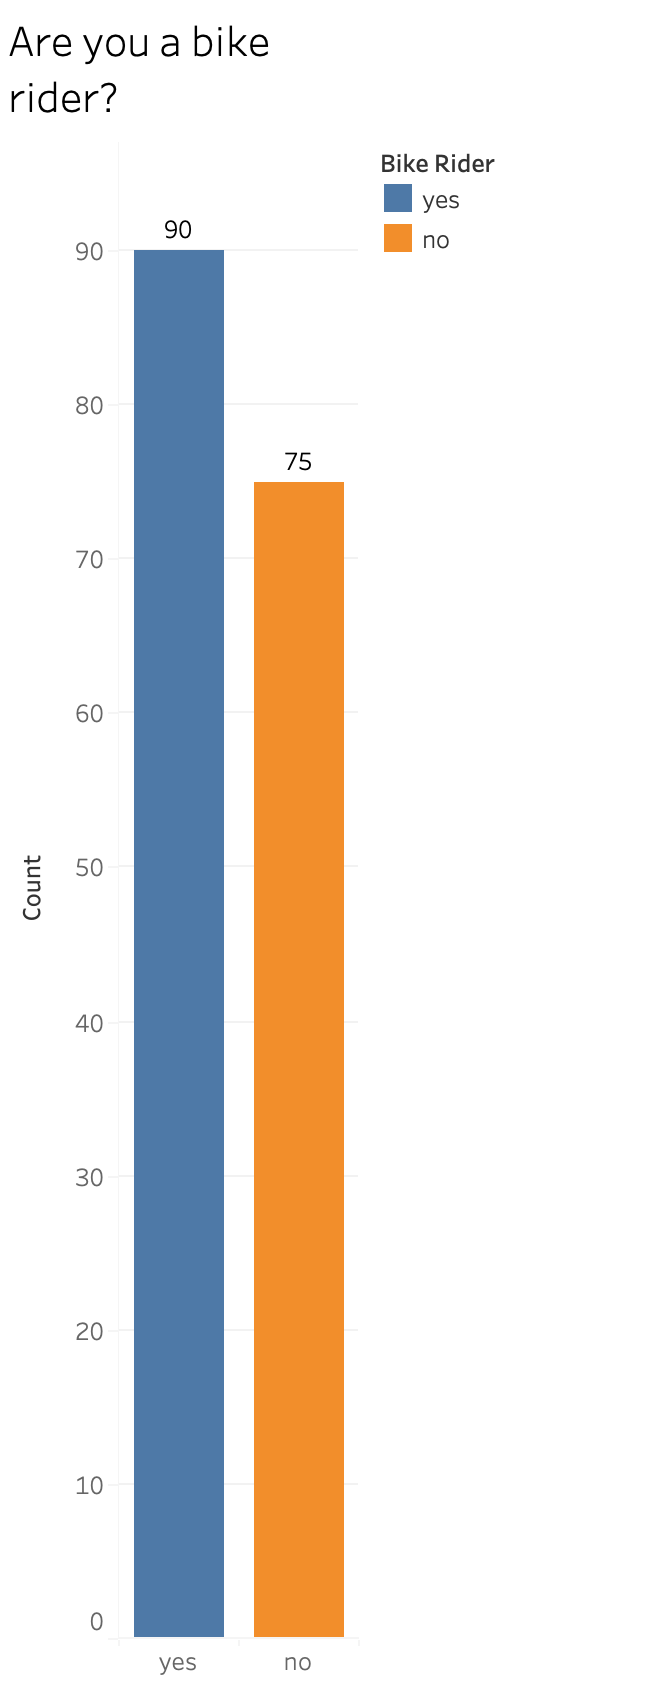 Are you a bike
rider?
Bike Rider
yes
no
90
75
90
80
70
60
50
40
30
20
10
0
Count
yes
no